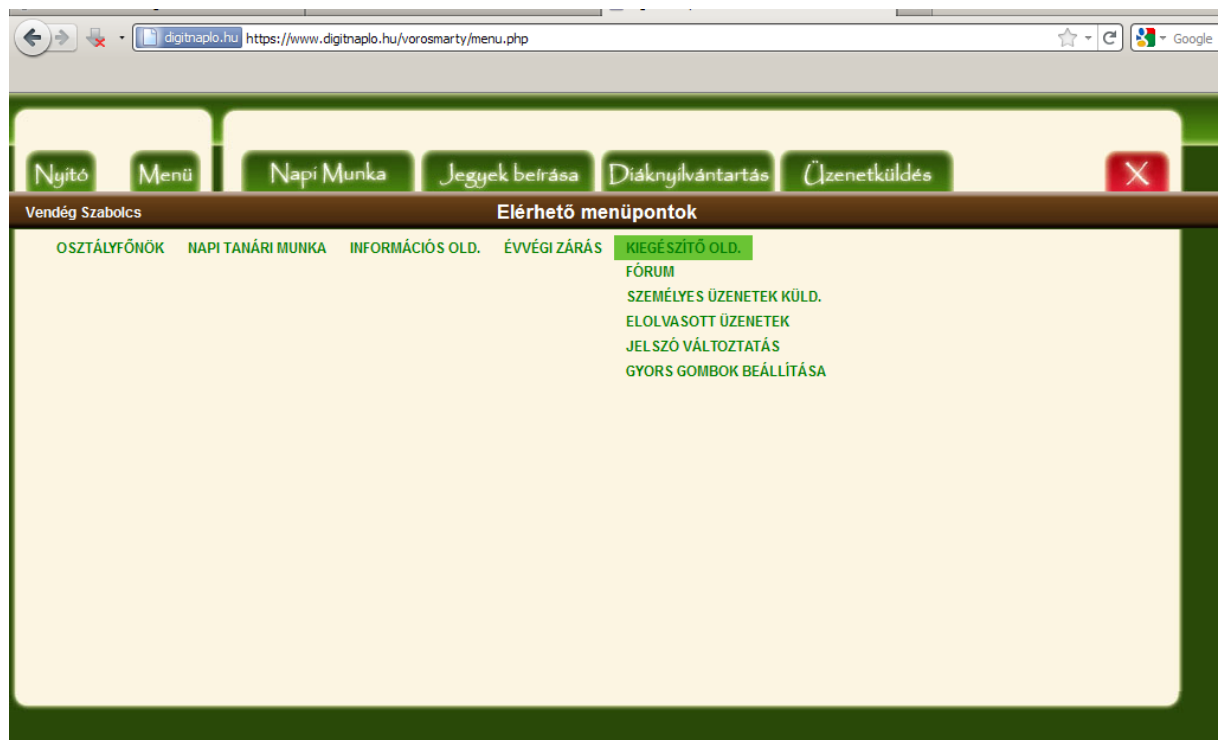 digitnaplo.hu https://www.digitnaplo.hu/vorosmarty/menu.php Google
Nyitó Menü Napi Munka Jegyek beírása Diáknyilvántartás Üzenetküldés X
Vendég Szabolcs Elérhető menüpontok
OSZTÁLYFŐNÖK NAPI TANÁRI MUNKA INFORMÁCIÓS OLD. ÉVVÉGI ZÁRÁS KIEGÉSZÍTŐ OLD.
FÓRUM
SZEMÉLYES ÜZENETEK KÜLD.
ELOLVASOTT ÜZENETEK
JELSZÓ VÁLTOZTATÁS
GYORS GOMBOK BEÁLLÍTÁSA